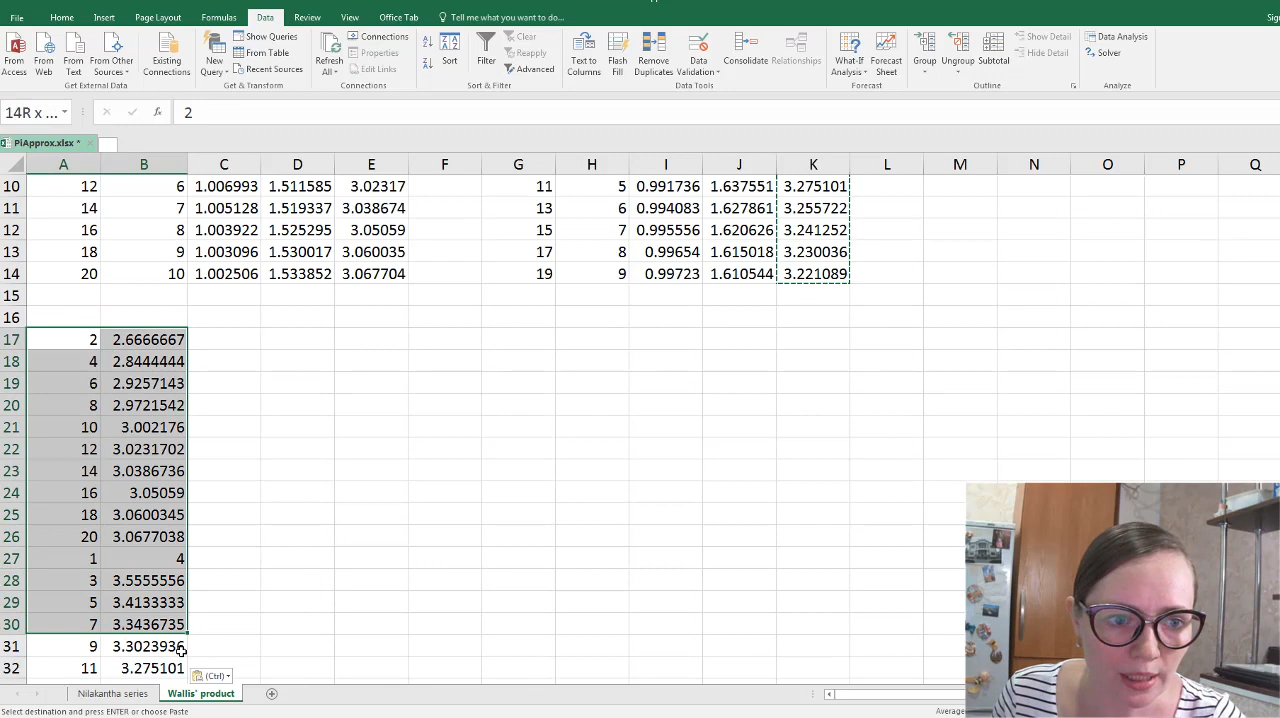 File Home Insert Page Layout Formulas Data Review View Office Tab Tell me what you want to do...
From Access
From Web
From Text
From Other Sources
Existing Connections
Get External Data
New Query
Show Queries
From Table
Recent Sources
Get & Transform
Refresh All
Connections
Properties
Edit Links
Connections
Sort
Filter
Clear
Reapply
Advanced
Sort & Filter
Text to Columns
Flash Fill
Remove Duplicates
Data Validation
Consolidate
Relationships
Data Tools
What-If Analysis
Forecast Sheet
Forecast
Group
Ungroup
Subtotal
Show Detail
Hide Detail
Outline
Data Analysis
Solver
Analyze
14R x ... fx 2
PiApprox.xlsx *
A B C D E F G H I J K L M N O P Q
10 12 6 1.006993 1.511585 3.02317 11 5 0.991736 1.637551 3.275101
11 14 7 1.005128 1.519337 3.038674 13 6 0.994083 1.627861 3.255722
12 16 8 1.003922 1.525295 3.05059 15 7 0.995556 1.620626 3.241252
13 18 9 1.003096 1.530017 3.060035 17 8 0.99654 1.615018 3.230036
14 20 10 1.002506 1.533852 3.067704 19 9 0.99723 1.610544 3.221089
15
16
17 2 2.6666667
18 4 2.8444444
19 6 2.9257143
20 8 2.9721542
21 10 3.002176
22 12 3.0231702
23 14 3.0386736
24 16 3.05059
25 18 3.0600345
26 20 3.0677038
27 1 4
28 3 3.5555556
29 5 3.4133333
30 7 3.3436735
31 9 3.3023936
32 11 3.275101
(Ctrl)
Nilakantha series Wallis' product
Select destination and press ENTER or choose Paste Average